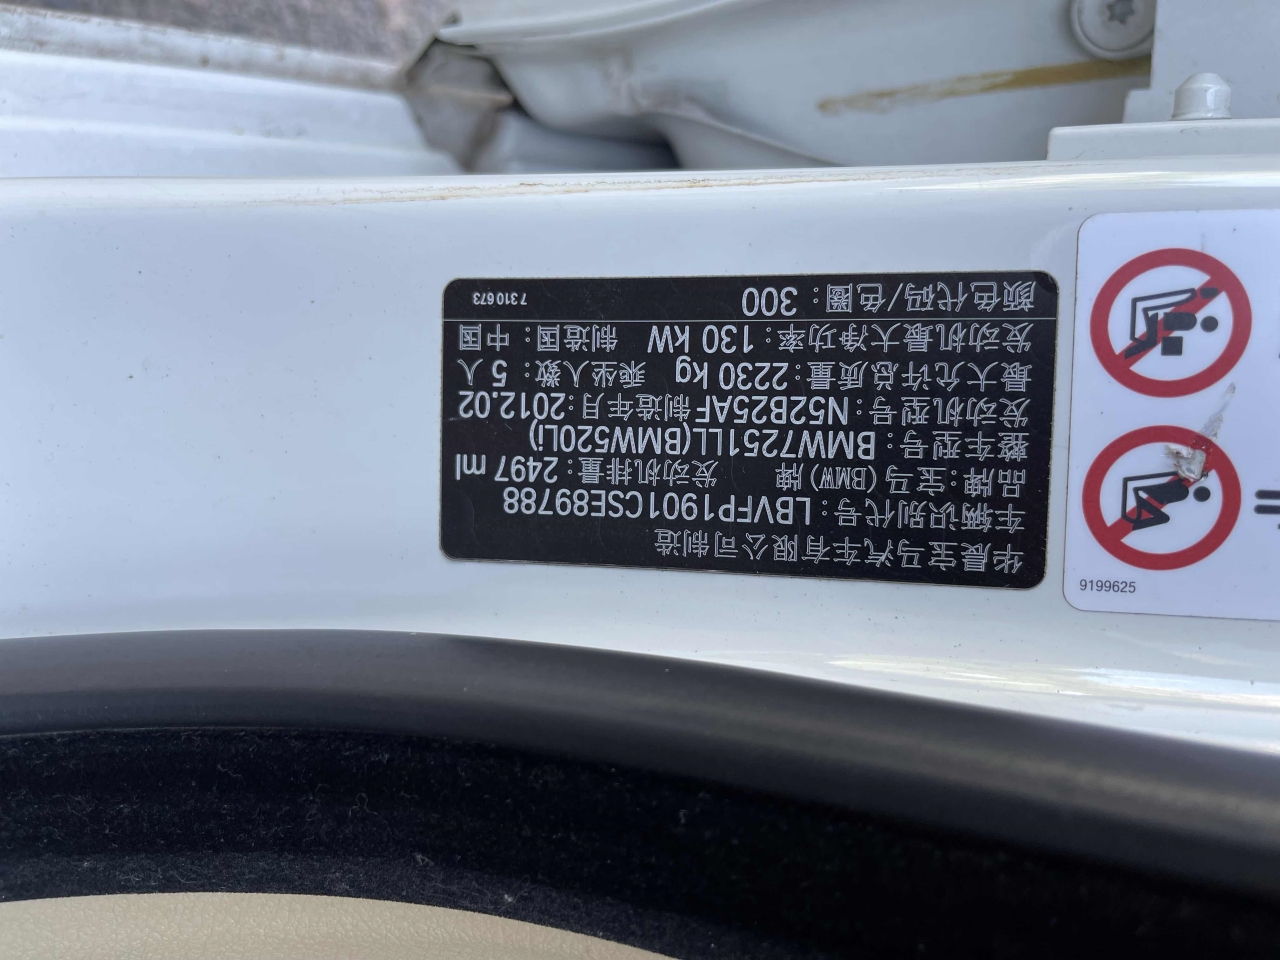 华晨宝马汽车有限公司制造
车辆识别代号：LBVFP1901CSE89788
品牌：宝马(BMW)牌 发动机排量：2497 ml
整车型号：BMW7251LL(BMW520Li)
发动机型号：N52B25AF 制造年月：2012.02
最大允许总质量：2230 kg 乘坐人数：5人
发动机最大净功率：130 kW 制造国：中国
颜色代码/色圈：300 7 310 673
9199625